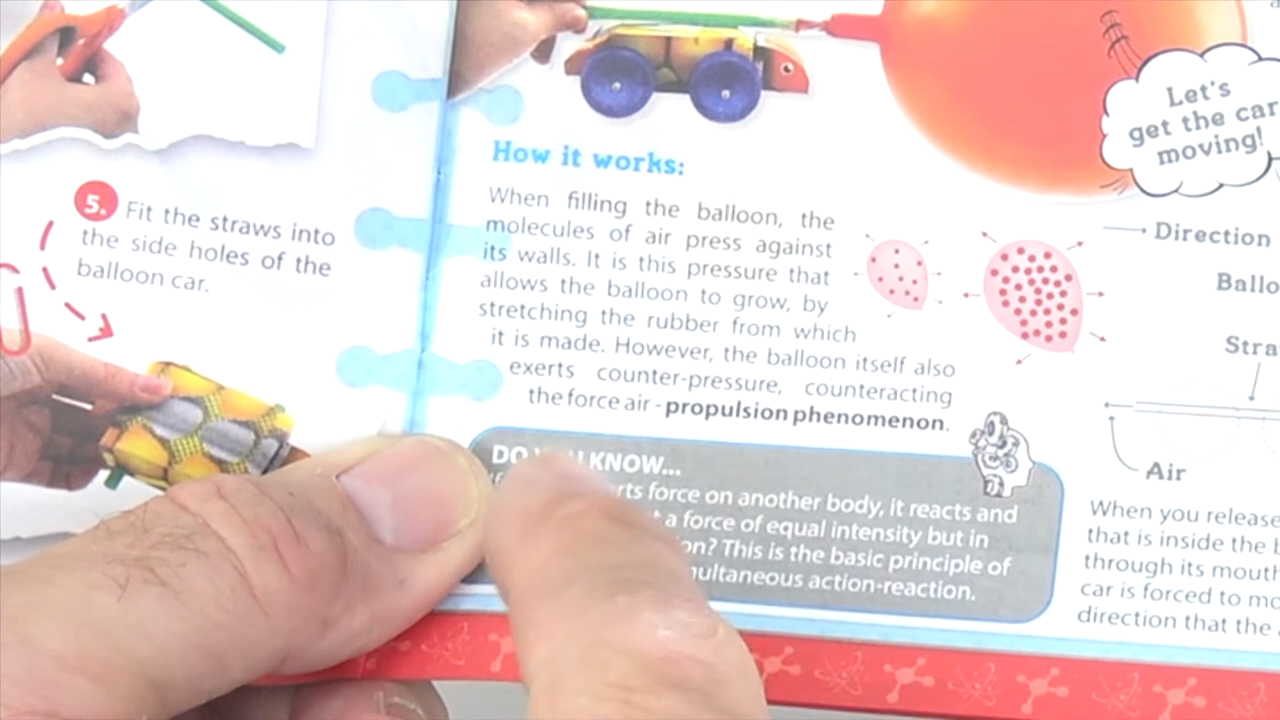 5. Fit the straws into
the side holes of the
balloon car.
How it works:
When filling the balloon, the
molecules of air press against
its walls. It is this pressure that
allows the balloon to grow, by
stretching the rubber from which
it is made. However, the balloon itself also
exerts counter-pressure, counteracting
the force air - propulsion phenomenon.
DO KNOW...
force on another body, it reacts and
a force of equal intensity but in
This is the basic principle of
action-reaction.
Let's
get the car
moving!
Direction
Air
When you release
that is inside the
through its mouth
car is forced to
direction that the